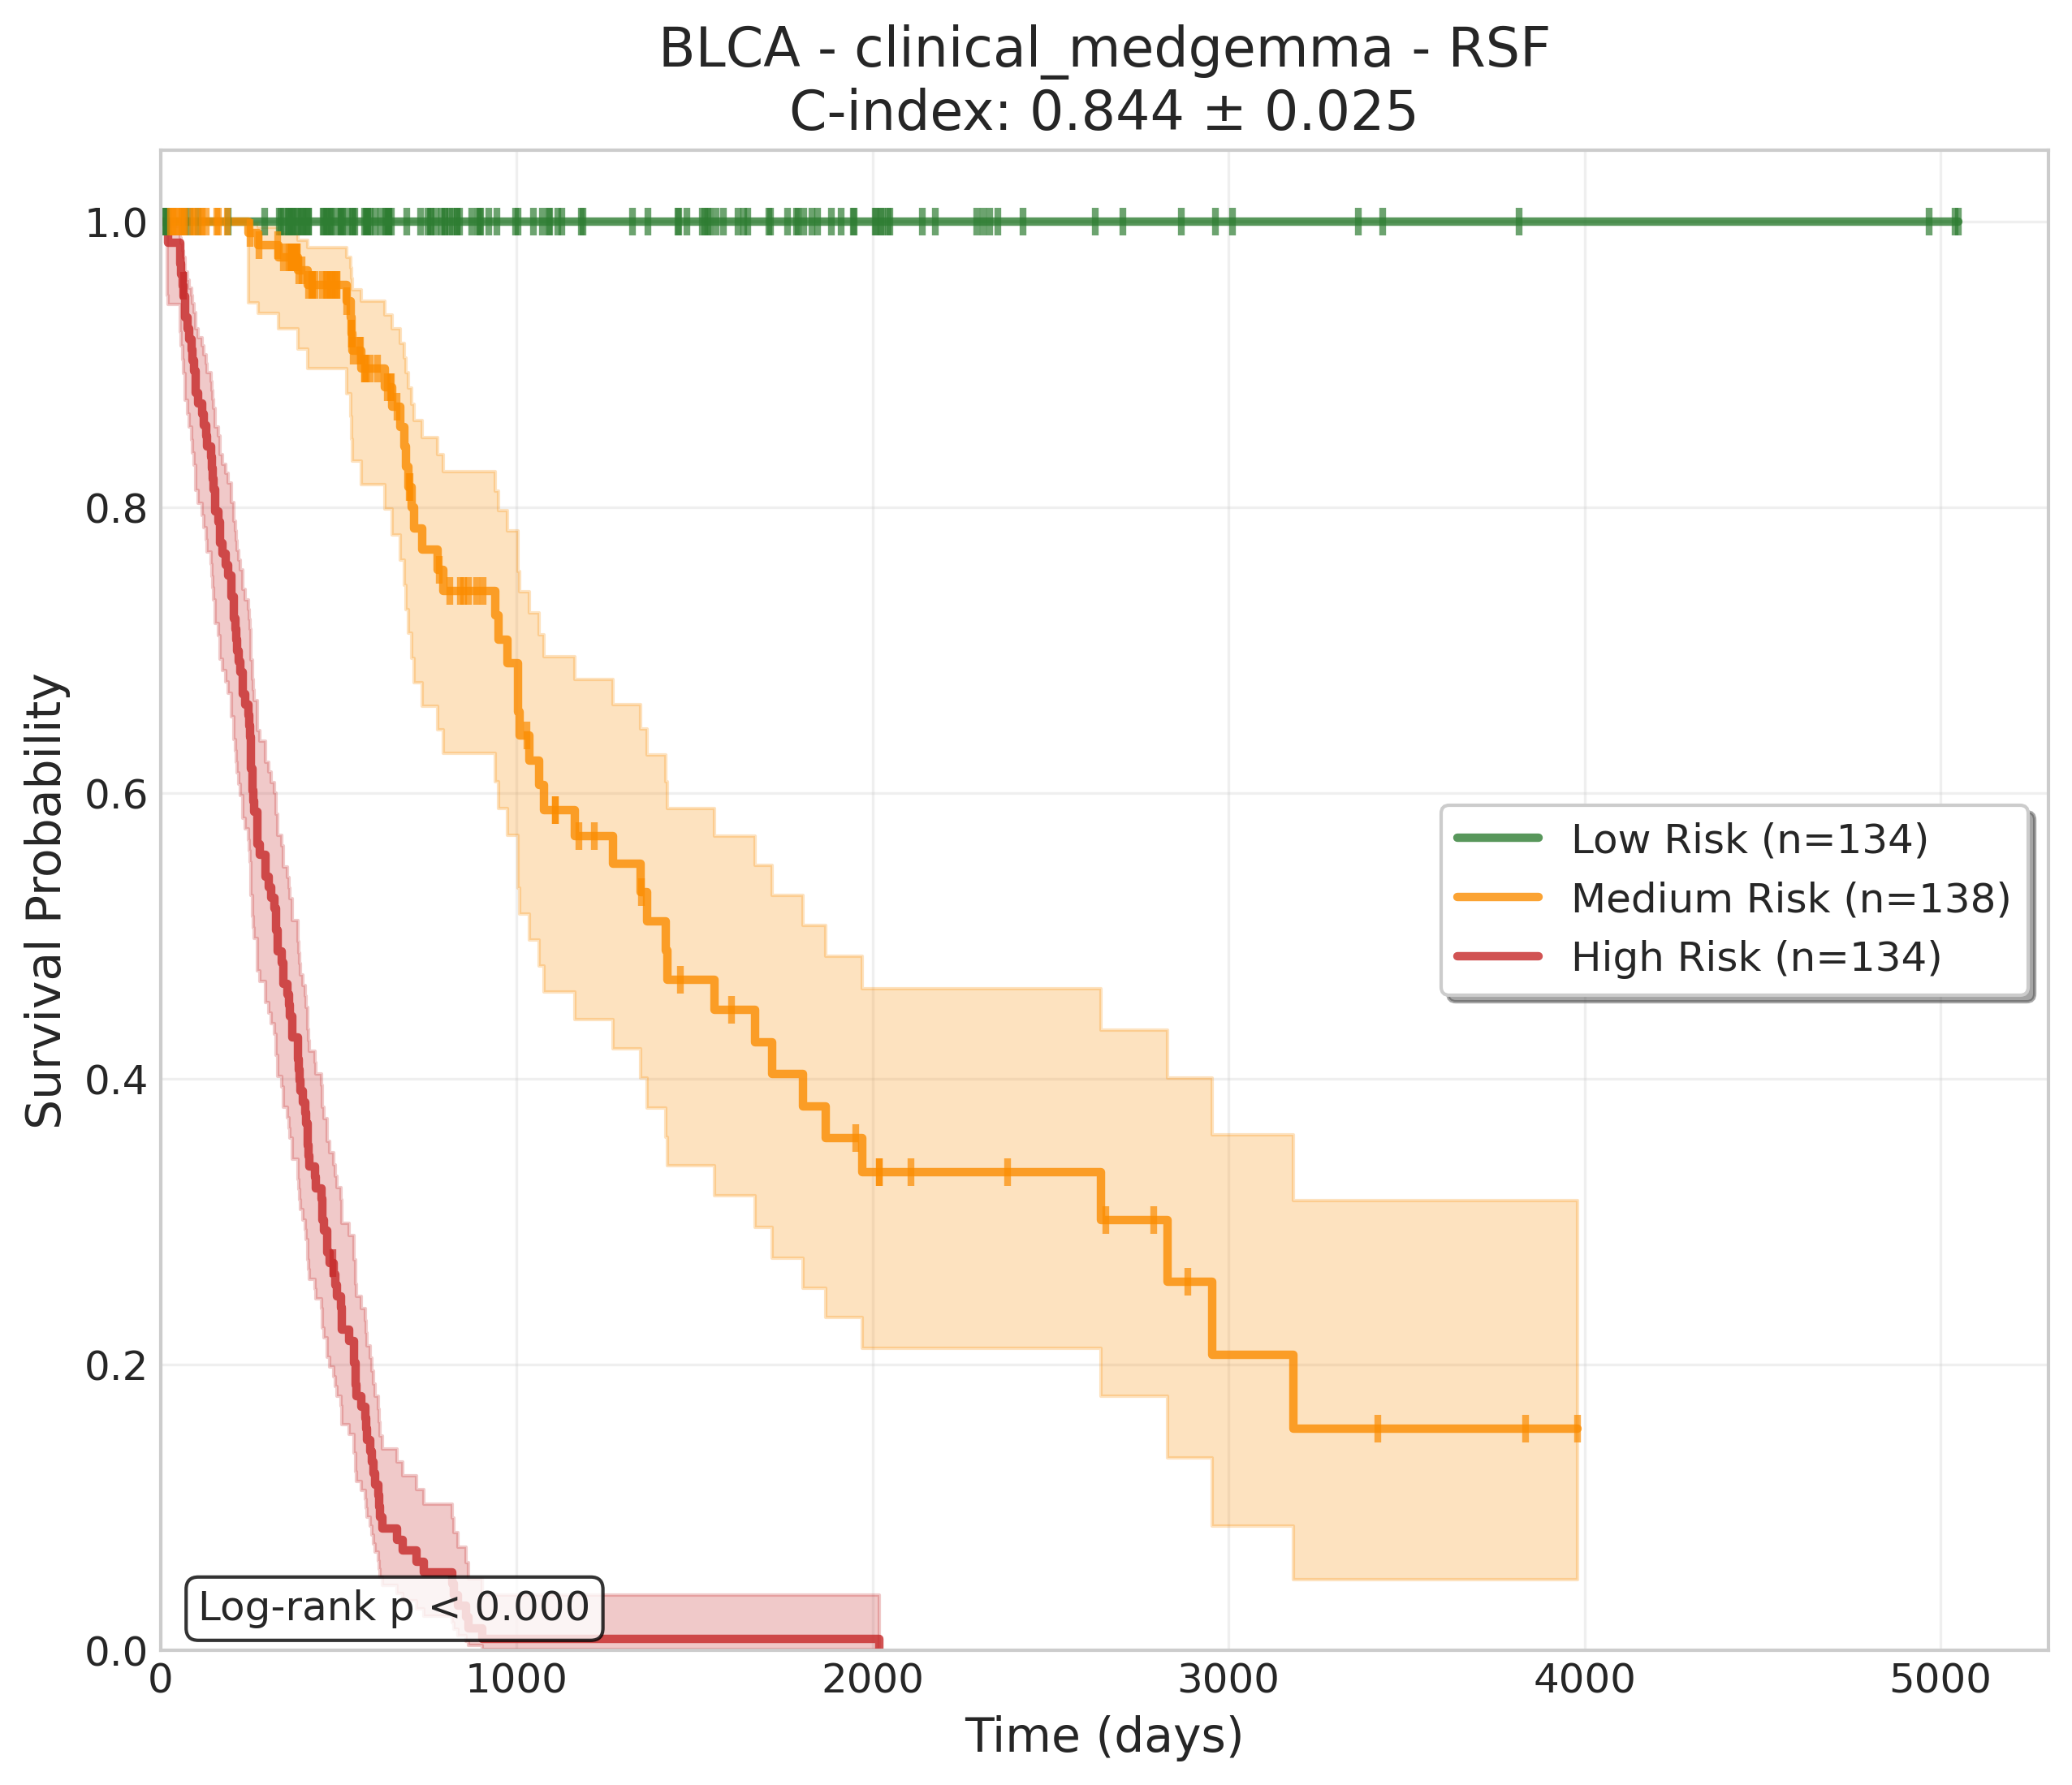 BLCA - clinical_medgemma - RSF
C-index: 0.844 ± 0.025
Survival Probability
1.0
0.8
0.6
0.4
0.2
0.0
Low Risk (n=134)
Medium Risk (n=138)
High Risk (n=134)
Log-rank p < 0.000
0 1000 2000 3000 4000 5000
Time (days)